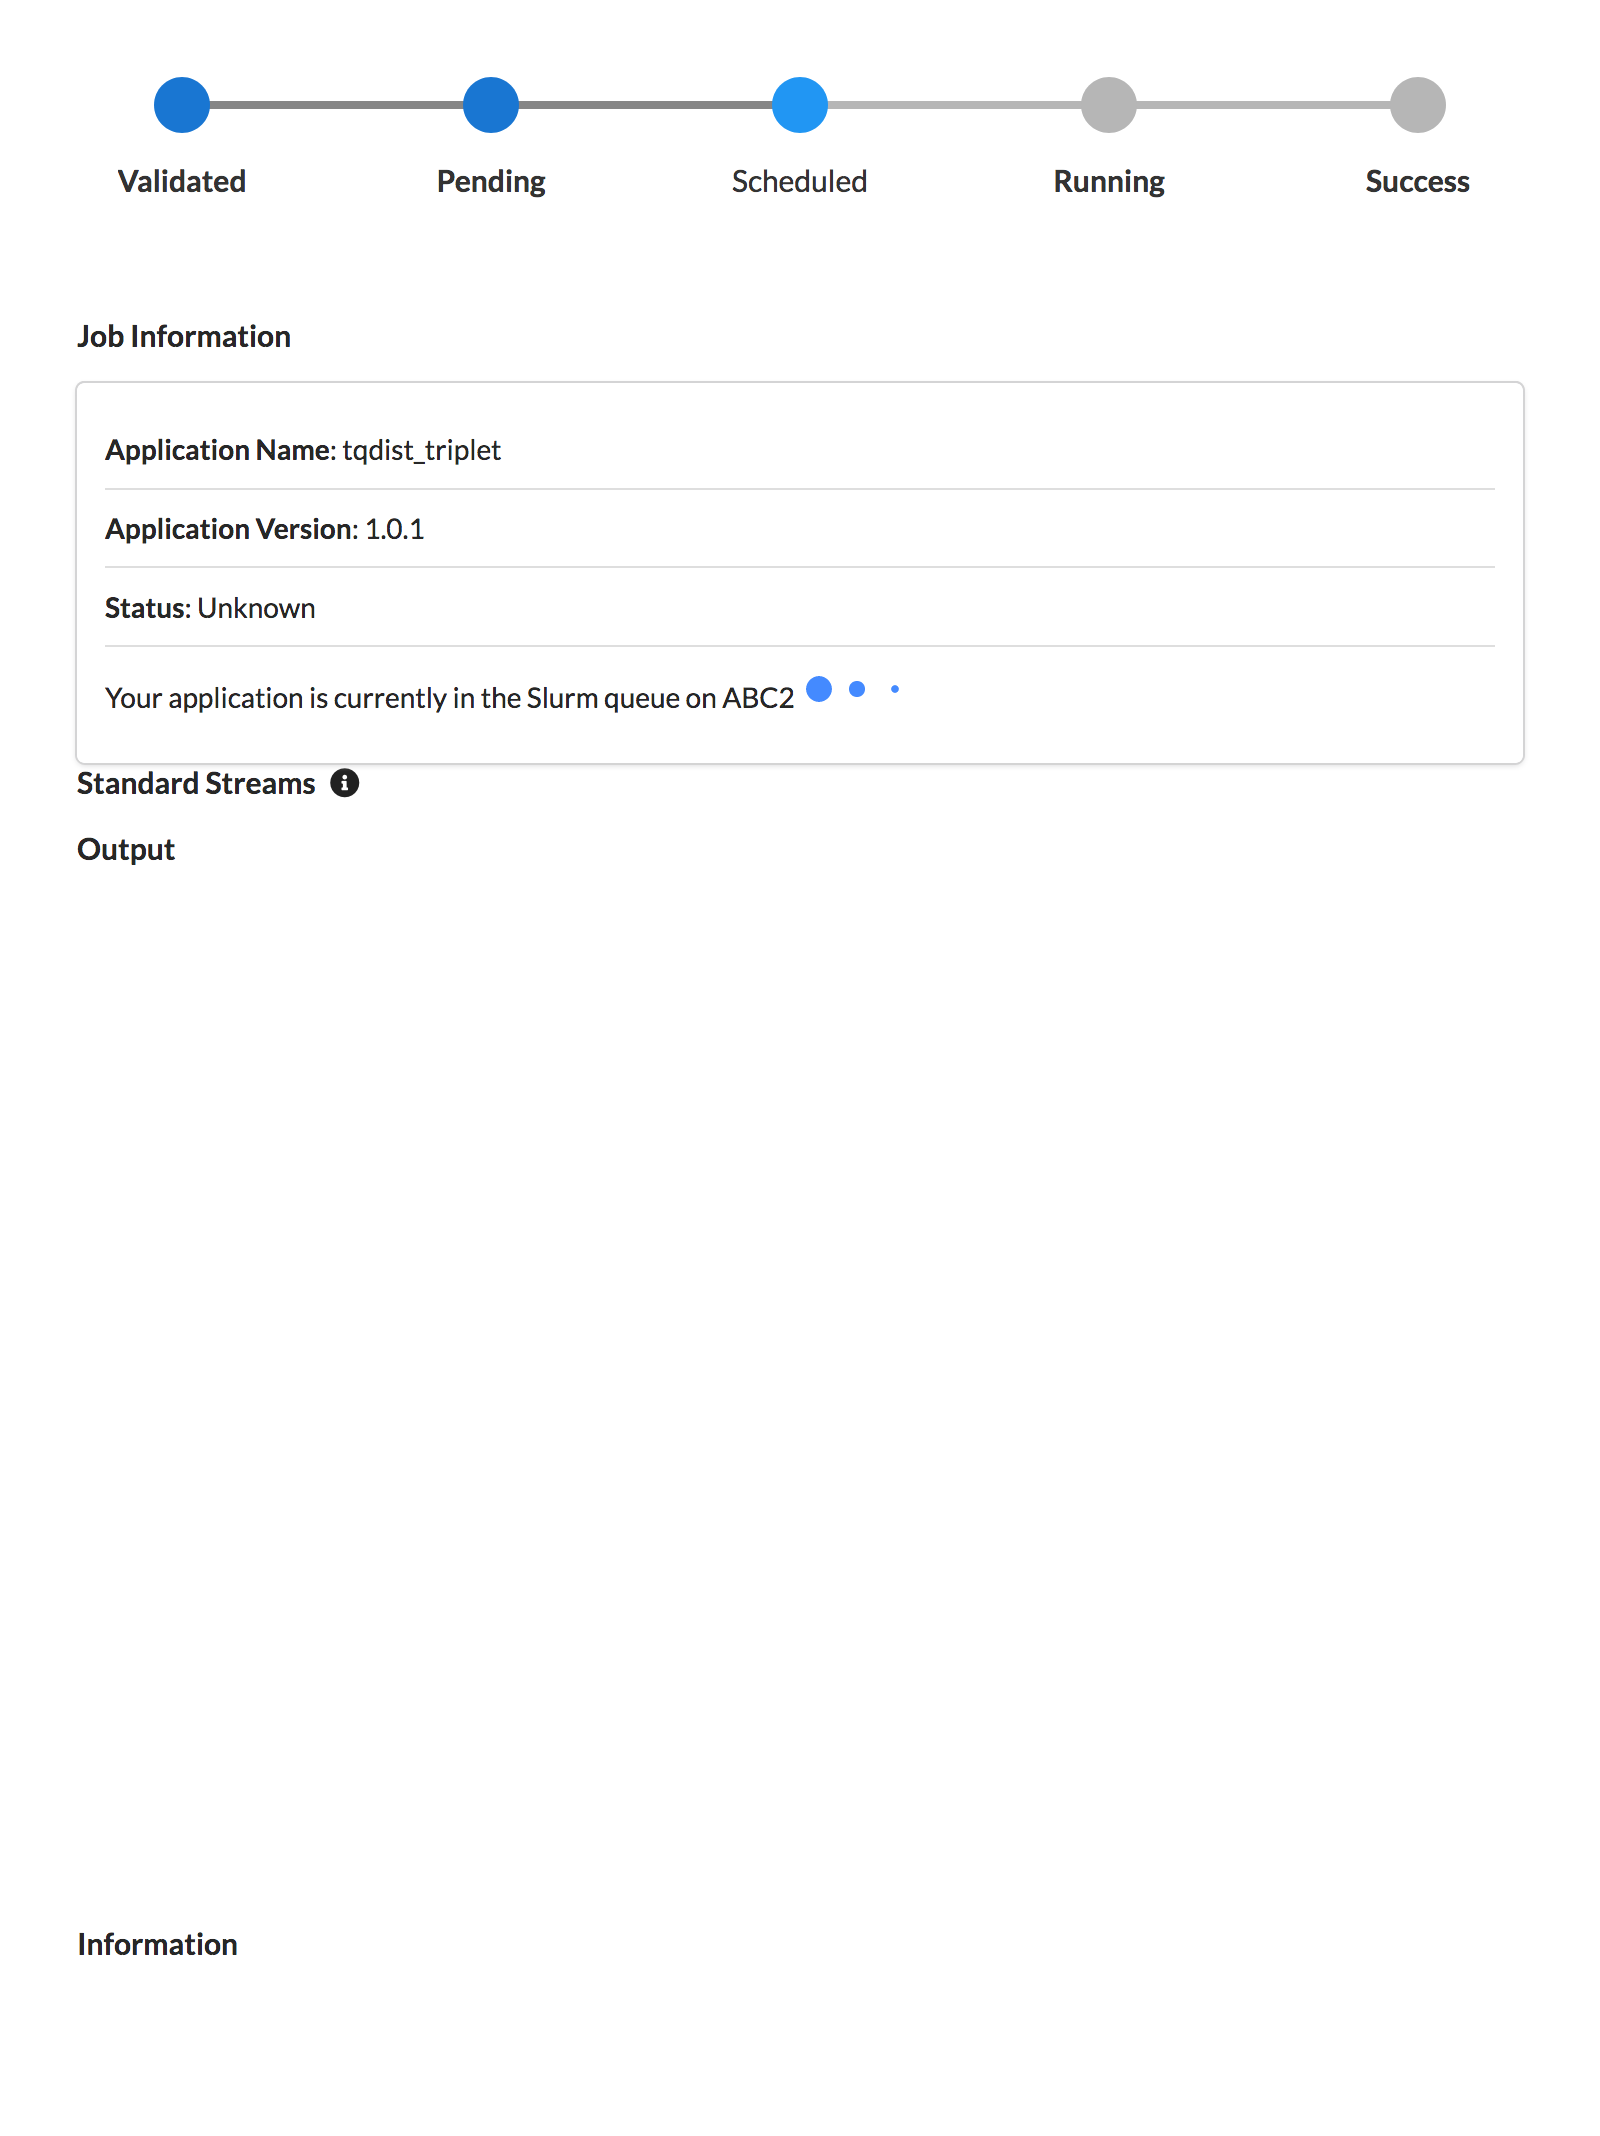 Validated Pending Scheduled Running Success
Job Information
Application Name: tqdist_triplet
Application Version: 1.0.1
Status: Unknown
Your application is currently in the Slurm queue on ABC2
Standard Streams
Output
Information